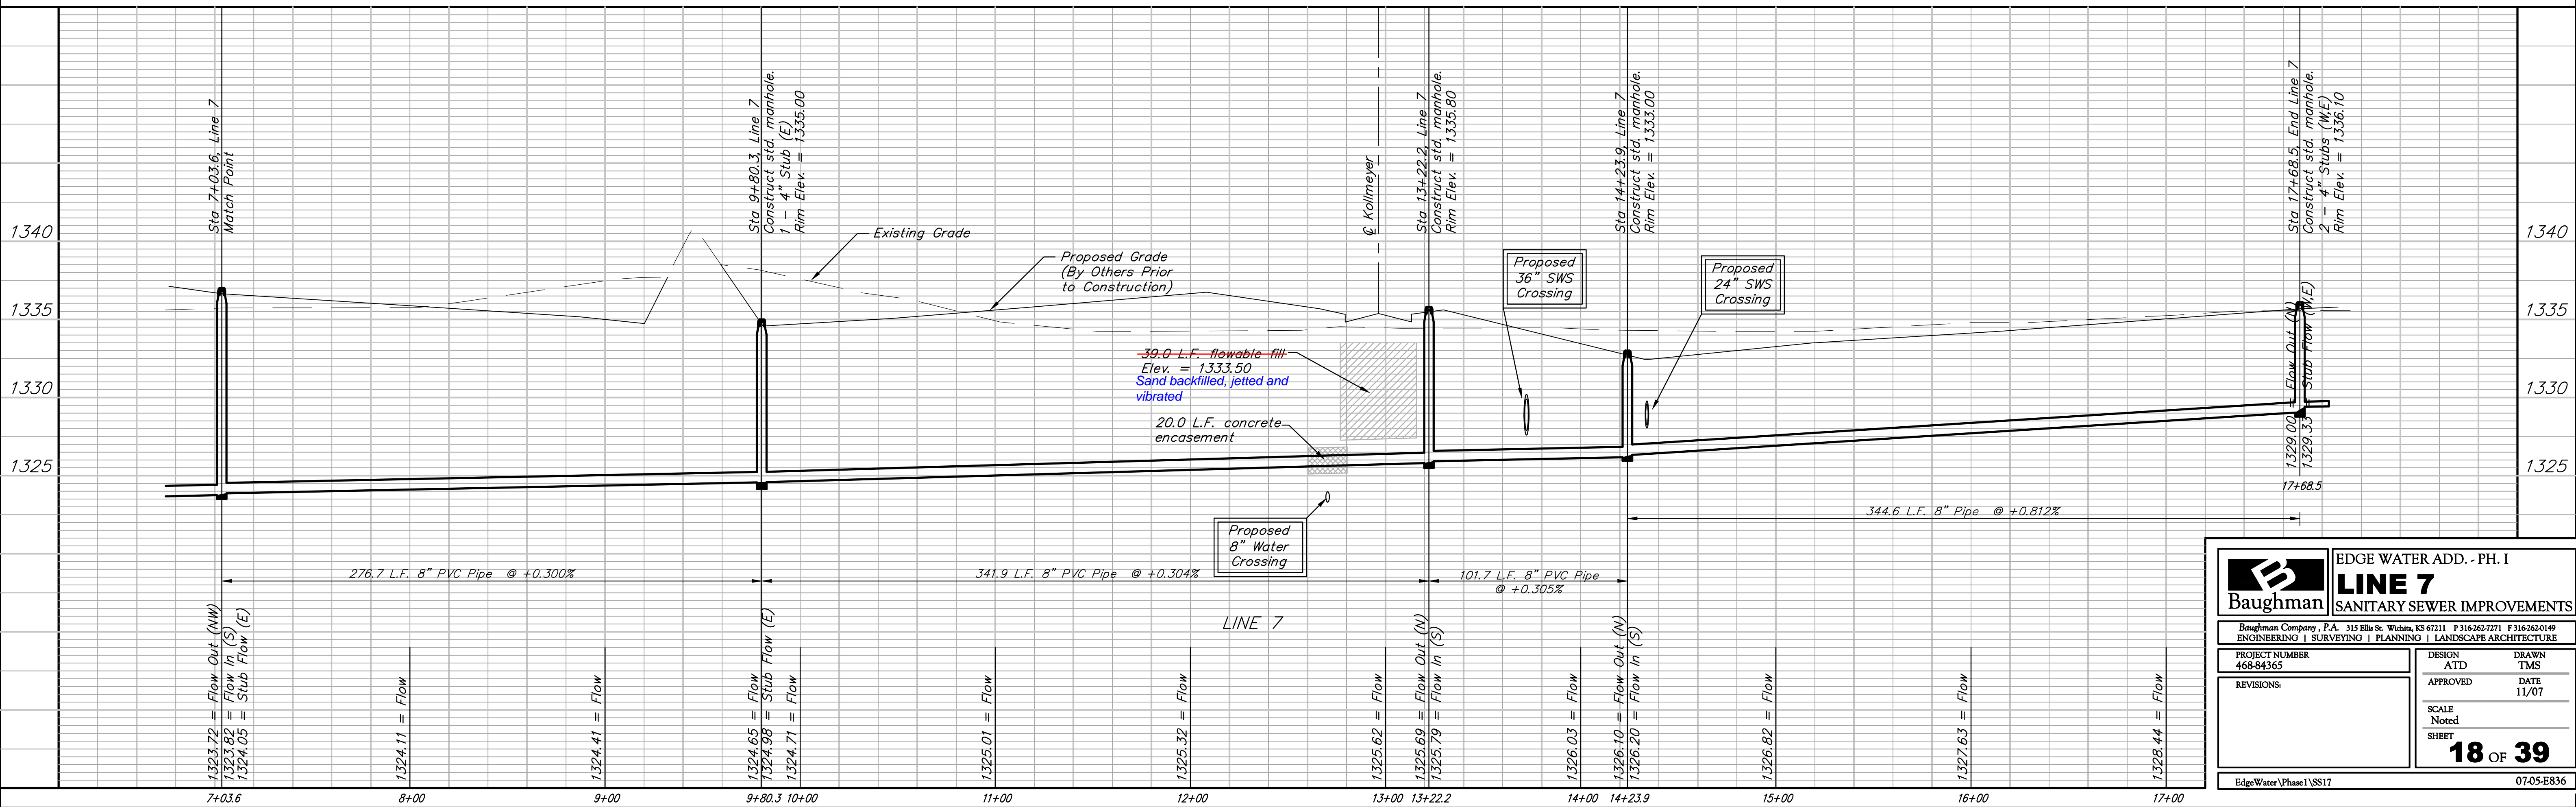 Sta 7+03.6, Line 7
Match Point
Sta 9+80.3, Line 7
Construct std. manhole.
1 - 4" Stub (E)
Rim Elev. = 1335.00
℄ Kollmeyer
Sta 13+22.2, Line 7
Construct std. manhole.
Rim Elev. = 1335.80
Sta 14+23.9, Line 7
Construct std. manhole.
Rim Elev. = 1333.00
Sta 17+68.5, End Line 7
Construct std. manhole.
2 - 4" Stubs (W,E)
Rim Elev. = 1336.10
1340
1335
1330
1325
1340
1335
1330
1325
Existing Grade
Proposed Grade
(By Others Prior
to Construction)
Proposed
36" SWS
Crossing
Proposed
24" SWS
Crossing
39.0 L.F. flowable fill
Elev. = 1333.50
Sand backfilled, jetted and
vibrated
20.0 L.F. concrete
encasement
Proposed
8" Water
Crossing
1329.00 = Flow Out (N)
1329.33 = Stub Flow (W,E)
17+68.5
344.6 L.F. 8" Pipe @ +0.812%
276.7 L.F. 8" PVC Pipe @ +0.300%
341.9 L.F. 8" PVC Pipe @ +0.304%
101.7 L.F. 8" PVC Pipe
@ +0.305%
LINE 7
1323.72 = Flow Out (NW)
1323.82 = Flow In (S)
1324.05 = Stub Flow (E)
1324.11 = Flow
1324.41 = Flow
1324.65 = Flow
1324.98 = Stub Flow (E)
1324.71 = Flow
1325.01 = Flow
1325.32 = Flow
1325.62 = Flow
1325.69 = Flow Out (N)
1325.79 = Flow In (S)
1326.03 = Flow
1326.10 = Flow Out (N)
1326.20 = Flow In (S)
1326.82 = Flow
1327.63 = Flow
1328.44 = Flow
7+03.6 8+00 9+00 9+80.3 10+00 11+00 12+00 13+00 13+22.2 14+00 14+23.9 15+00 16+00 17+00
B
Baughman
EDGE WATER ADD. - PH. I
LINE 7
SANITARY SEWER IMPROVEMENTS
Baughman Company, P.A. 315 Ellis St. Wichita, KS 67211 P 316-262-7271 F 316-262-0149
ENGINEERING | SURVEYING | PLANNING | LANDSCAPE ARCHITECTURE
PROJECT NUMBER
468-84365
REVISIONS:
DESIGN DRAWN
ATD TMS
APPROVED DATE
11/07
SCALE
Noted
SHEET
18 OF 39
EdgeWater\Phase1\SS17 07-05-E836